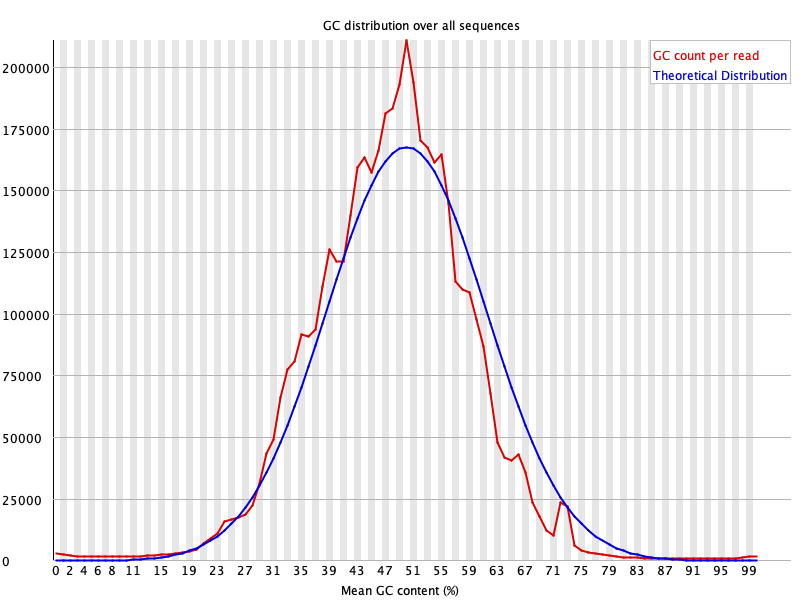 GC distribution over all sequences
GC count per read
Theoretical Distribution
200000
175000
150000
125000
100000
75000
50000
25000
0
0 2 4 6 8 11 15 19 23 27 31 35 39 43 47 51 55 59 63 67 71 75 79 83 87 91 95 99
Mean GC content (%)